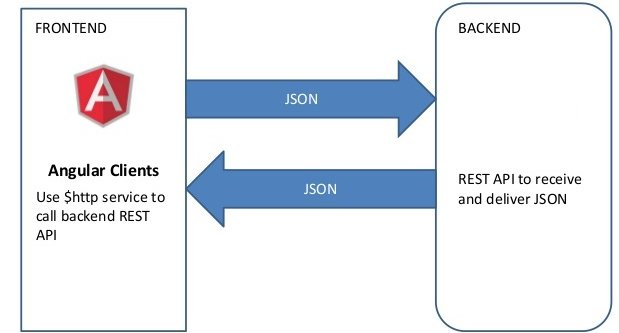 FRONTEND
BACKEND
A
JSON
Angular Clients
Use $http service to
call backend REST
API
JSON
REST API to receive
and deliver JSON